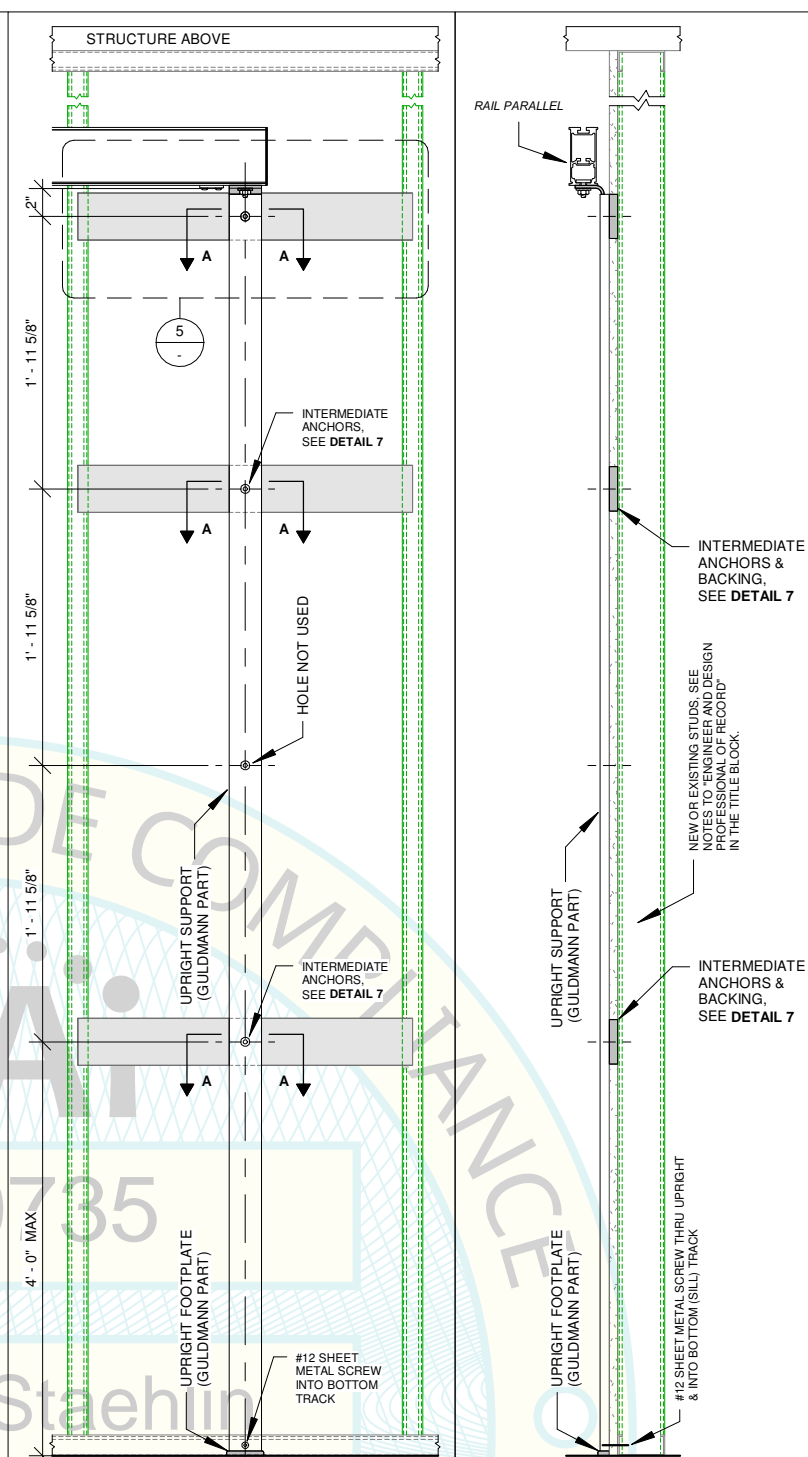 STRUCTURE ABOVE
2"
A
A
5
-
1' - 11 5/8"
INTERMEDIATE
ANCHORS,
SEE DETAIL 7
A
A
1' - 11 5/8"
HOLE NOT USED
UPRIGHT SUPPORT
(GULDMANN PART)
1' - 11 5/8"
INTERMEDIATE
ANCHORS,
SEE DETAIL 7
A
A
4' - 0" MAX
UPRIGHT FOOTPLATE
(GULDMANN PART)
#12 SHEET
METAL SCREW
INTO BOTTOM
TRACK
RAIL PARALLEL
INTERMEDIATE
ANCHORS &
BACKING,
SEE DETAIL 7
NEW OR EXISTING STUDS, SEE
NOTES TO "ENGINEER AND DESIGN
PROFESSIONAL OF RECORD"
IN THE TITLE BLOCK.
UPRIGHT SUPPORT
(GULDMANN PART)
INTERMEDIATE
ANCHORS &
BACKING,
SEE DETAIL 7
UPRIGHT FOOTPLATE
(GULDMANN PART)
#12 SHEET METAL SCREW THRU UPRIGHT
& INTO BOTTOM (SILL) TRACK
DE COMPLIANCE
735
Staehlin